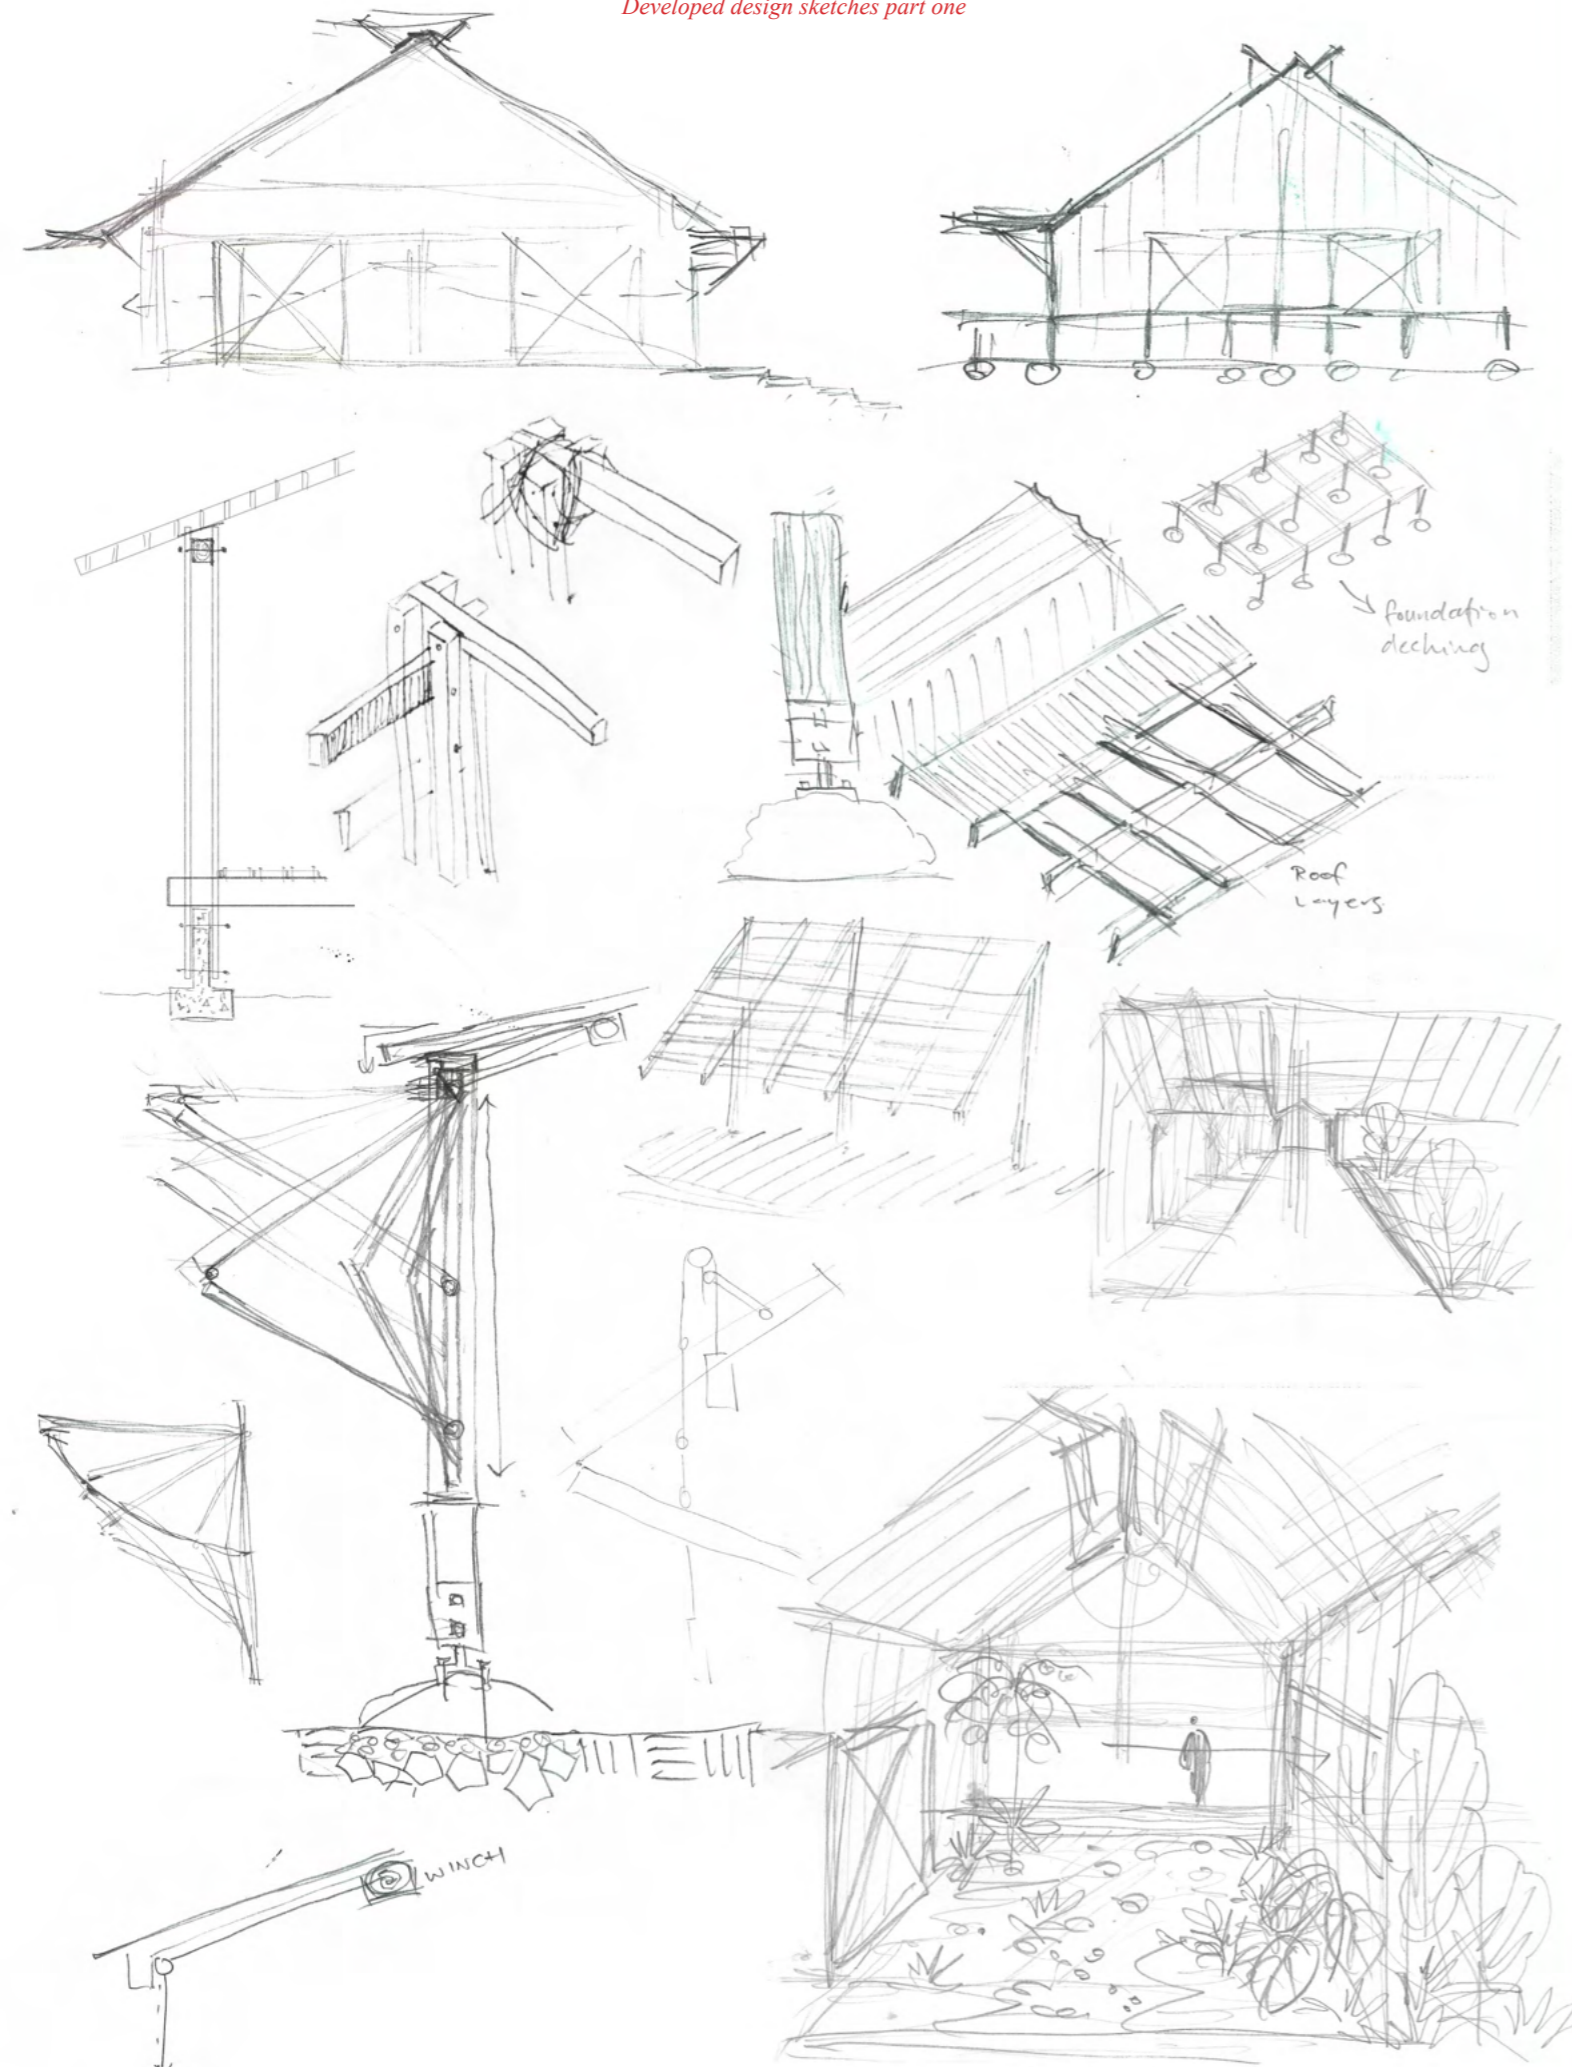 Developed design sketches part one
foundation
decking
Roof
Layers
WINCH